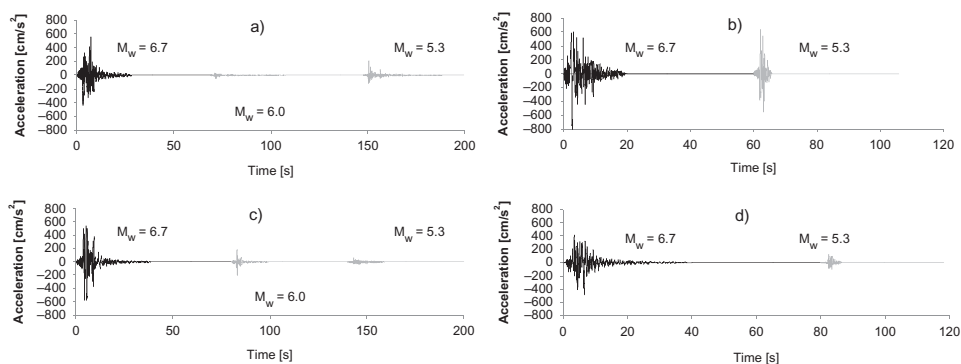 a)
Acceleration [cm/s²]
800
600
400
200
0
–200
–400
–600
–800
M_w = 6.7
M_w = 5.3
M_w = 6.0
0 50 100 150 200
Time [s]
b)
Acceleration [cm/s²]
800
600
400
200
0
–200
–400
–600
–800
M_w = 6.7
M_w = 5.3
0 20 40 60 80 100 120
Time [s]
c)
Acceleration [cm/s²]
800
600
400
200
0
–200
–400
–600
–800
M_w = 6.7
M_w = 5.3
M_w = 6.0
0 50 100 150 200
Time [s]
d)
Acceleration [cm/s²]
800
600
400
200
0
–200
–400
–600
–800
M_w = 6.7
M_w = 5.3
0 20 40 60 80 100 120
Time [s]